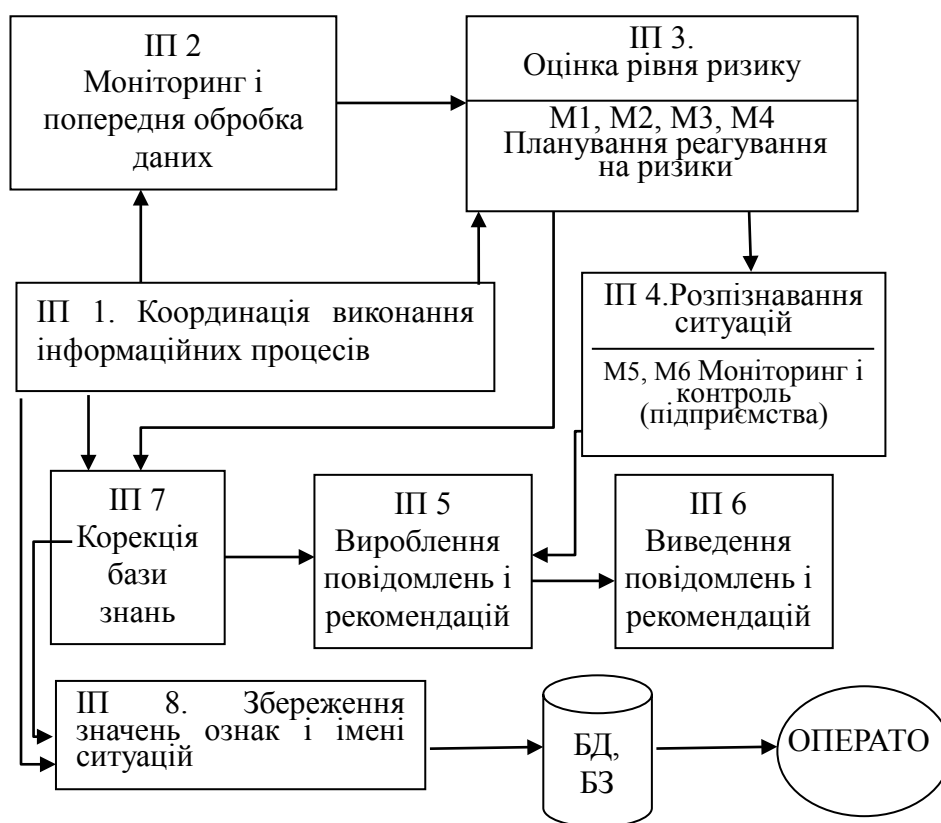 ІП 2
Моніторинг і
попередня обробка
даних
ІП 3.
Оцінка рівня ризику
М1, М2, М3, М4
Планування реагування
на ризики
ІП 1. Координація виконання
інформаційних процесів
ІП 4.Розпізнавання
ситуацій
М5, М6 Моніторинг і
контроль
(підприємства)
ІП 7
Корекція
бази
знань
ІП 5
Вироблення
повідомлень і
рекомендацій
ІП 6
Виведення
повідомлень і
рекомендацій
ІП 8. Збереження
значень ознак і імені
ситуацій
БД,
БЗ
ОПЕРАТО